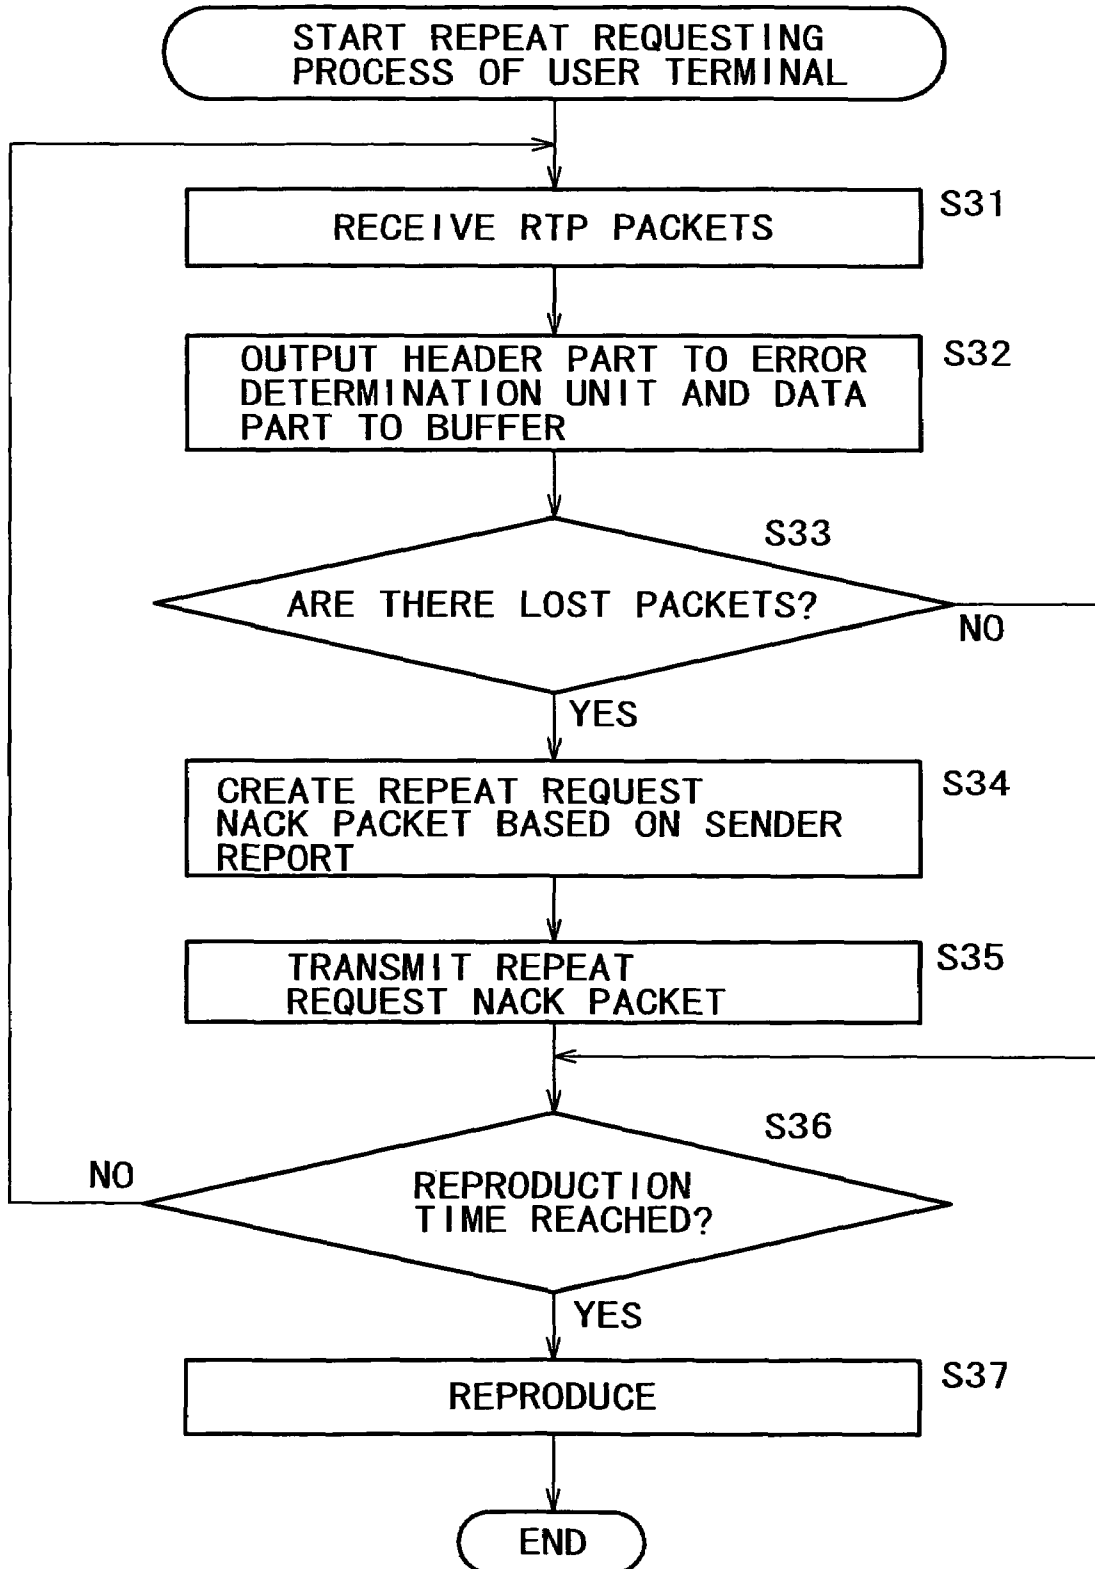 START REPEAT REQUESTING
PROCESS OF USER TERMINAL
RECEIVE RTP PACKETS
S31
OUTPUT HEADER PART TO ERROR
DETERMINATION UNIT AND DATA
PART TO BUFFER
S32
S33
ARE THERE LOST PACKETS?
NO
YES
CREATE REPEAT REQUEST
NACK PACKET BASED ON SENDER
REPORT
S34
TRANSMIT REPEAT
REQUEST NACK PACKET
S35
S36
NO
REPRODUCTION
TIME REACHED?
YES
REPRODUCE
S37
END